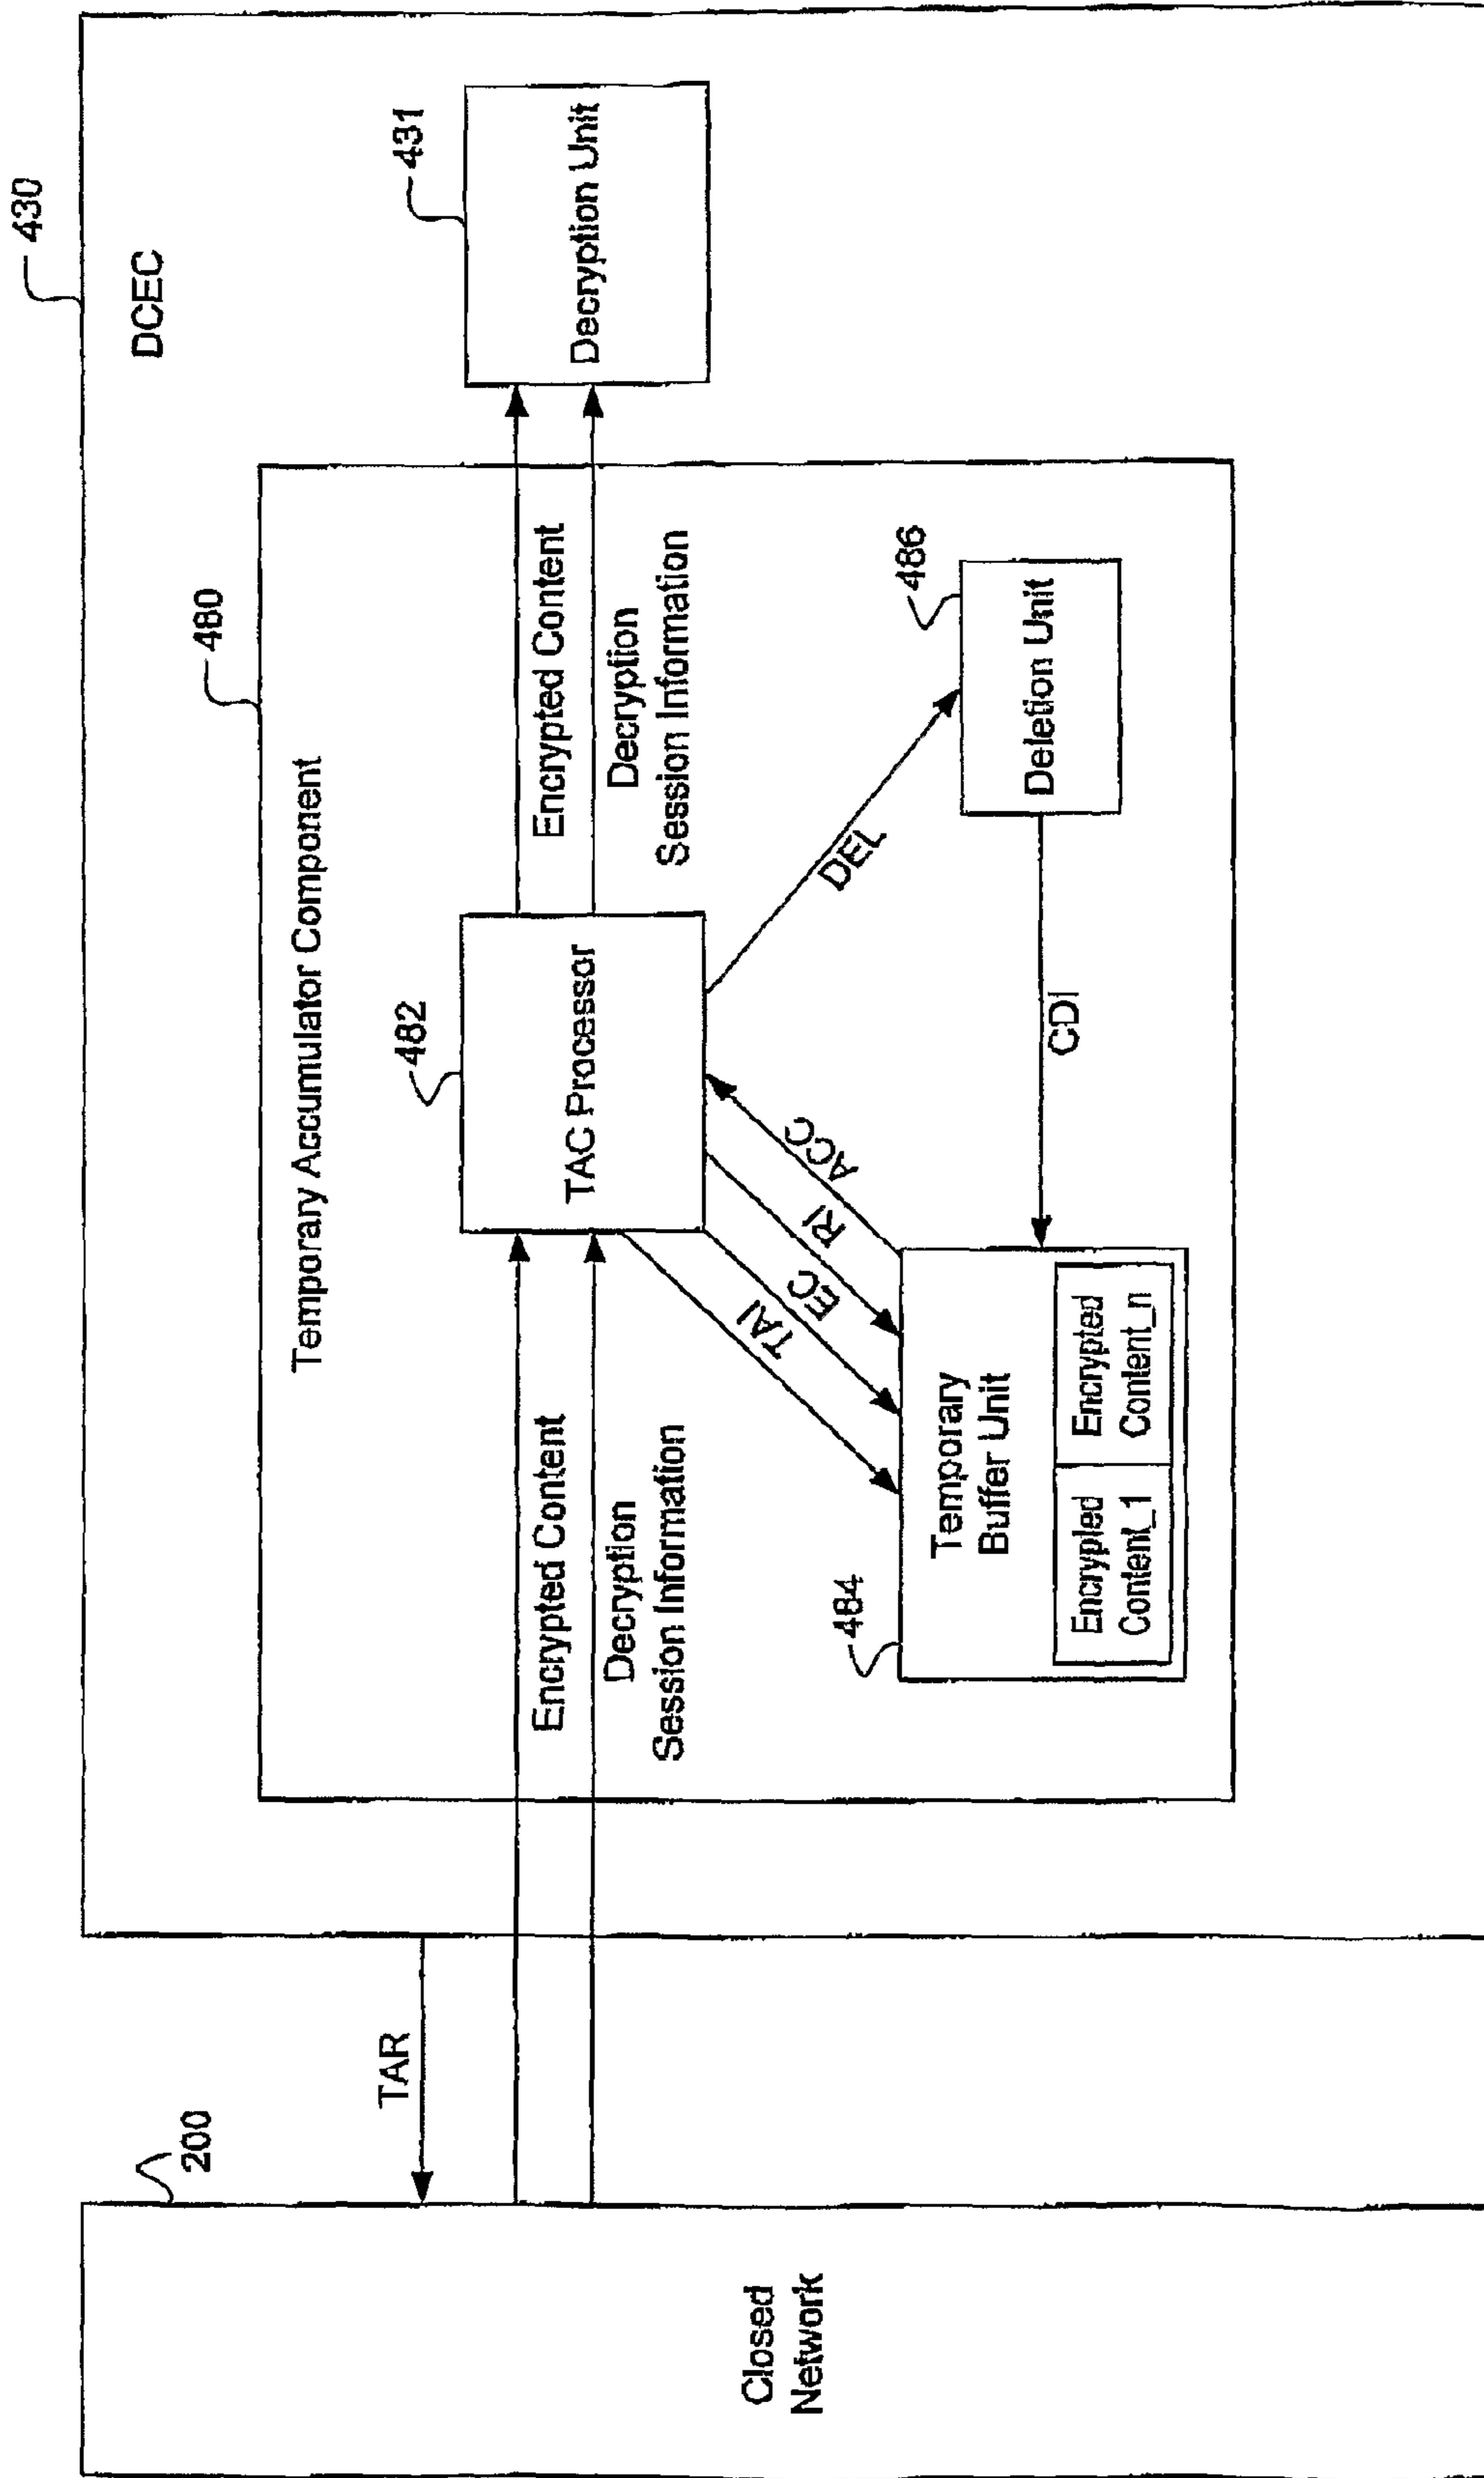 430
DCEC
480
Temporary Accumulator Component
200
TAR
Closed
Network
Encrypted Content
Decryption
Session Information
482
TAC Processor
Encrypted Content
Decryption
Session Information
431
Decryption Unit
TAI
EC
RI
ACC
DEL
484
Temporary
Buffer Unit
Encrypted
Content_1
Encrypted
Content_n
CDI
486
Deletion Unit